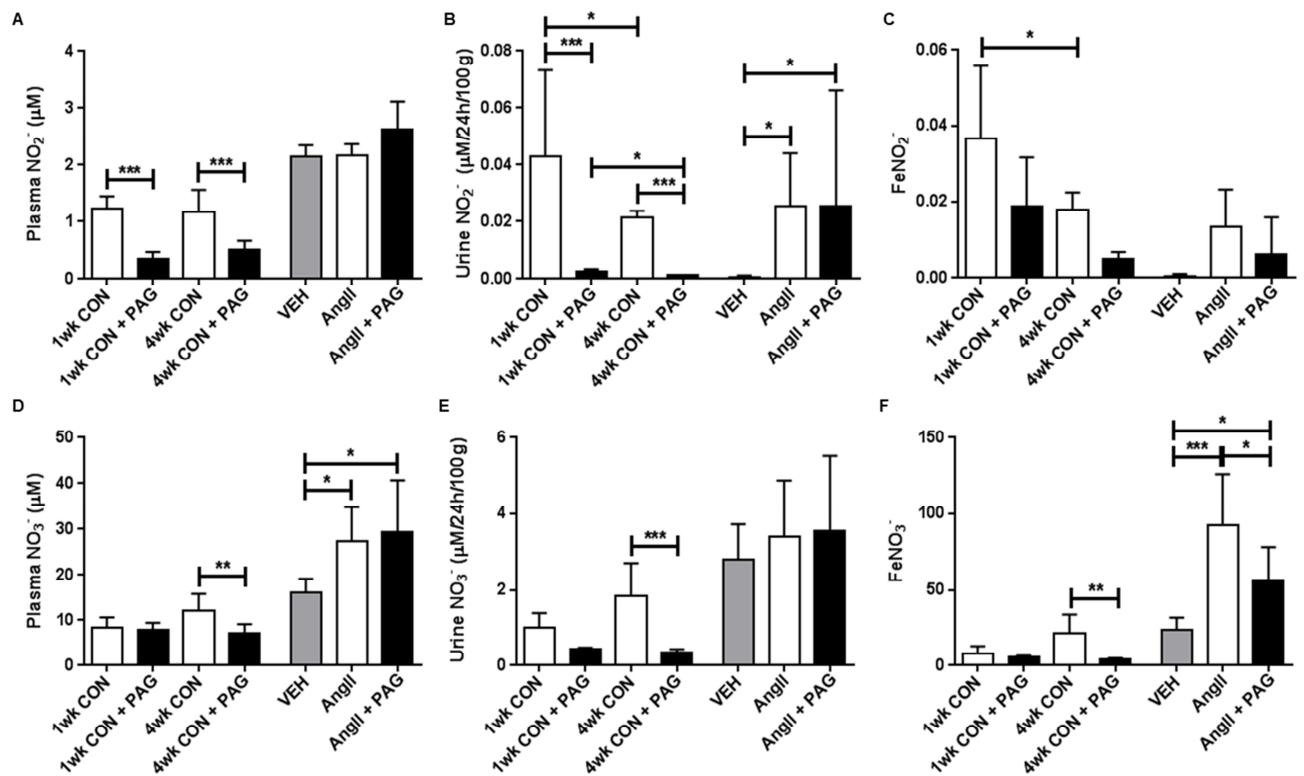 A
Plasma NO₂⁻ (µM)
4
3
2
1
0
***
***
1wk CON
1wk CON + PAG
4wk CON
4wk CON + PAG
VEH
AngII
AngII + PAG
B
Urine NO₂⁻ (µM/24h/100g)
0.08
0.06
0.04
0.02
0.00
*
***
*
***
*
*
1wk CON
1wk CON + PAG
4wk CON
4wk CON + PAG
VEH
AngII
AngII + PAG
C
FeNO₂⁻
0.06
0.04
0.02
0.00
*
1wk CON
1wk CON + PAG
4wk CON
4wk CON + PAG
VEH
AngII
AngII + PAG
D
Plasma NO₃⁻ (µM)
50
40
30
20
10
0
**
*
*
1wk CON
1wk CON + PAG
4wk CON
4wk CON + PAG
VEH
AngII
AngII + PAG
E
Urine NO₃⁻ (µM/24h/100g)
6
4
2
0
***
1wk CON
1wk CON + PAG
4wk CON
4wk CON + PAG
VEH
AngII
AngII + PAG
F
FeNO₃⁻
150
100
50
0
**
*
***
*
1wk CON
1wk CON + PAG
4wk CON
4wk CON + PAG
VEH
AngII
AngII + PAG